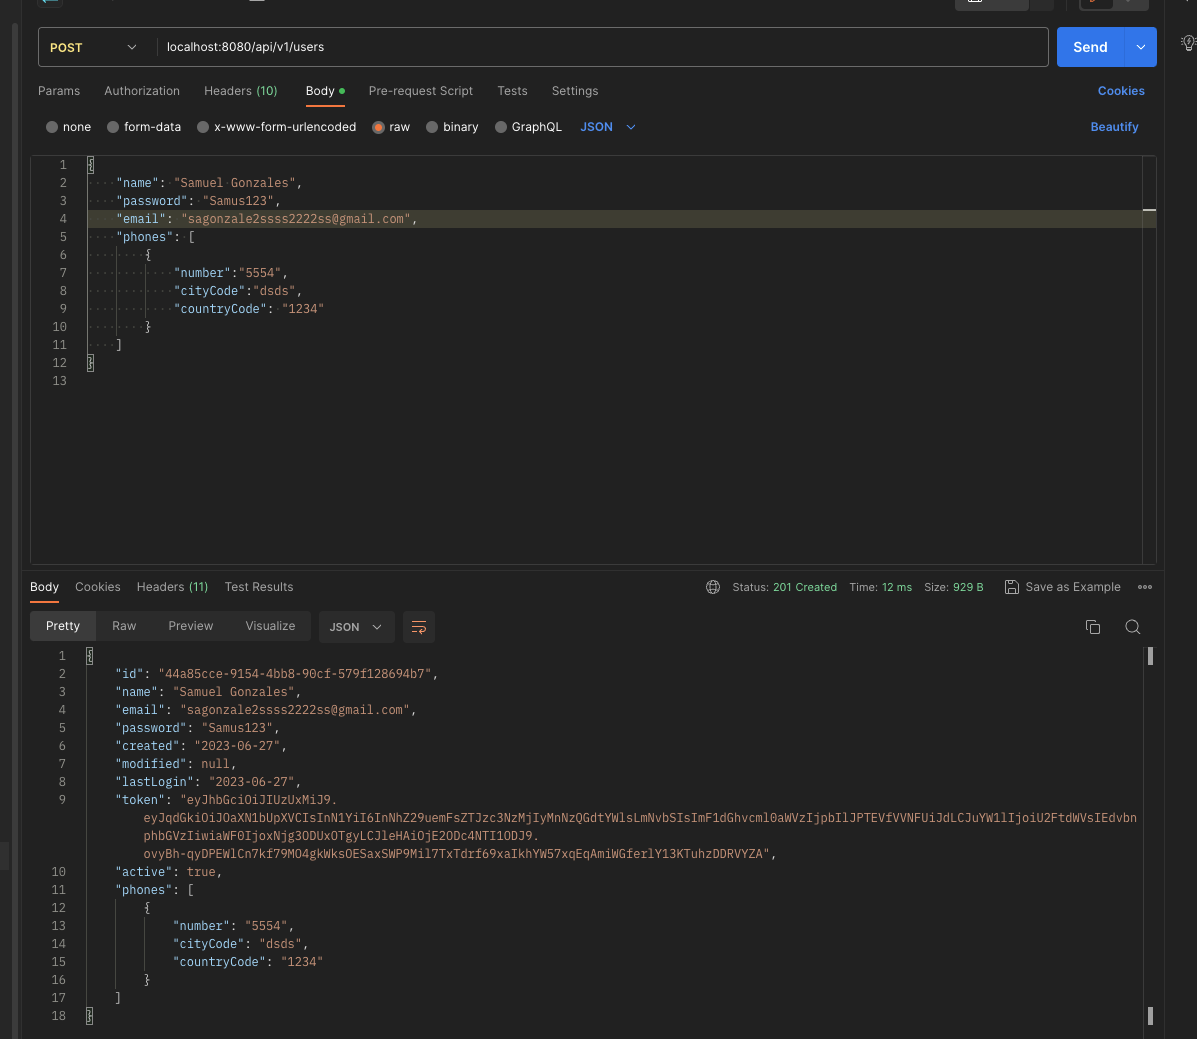 POST localhost:8080/api/v1/users Send
Params Authorization Headers (10) Body Pre-request Script Tests Settings Cookies
none form-data x-www-form-urlencoded raw binary GraphQL JSON Beautify
1 {
2 "name": "Samuel Gonzales",
3 "password": "Samus123",
4 "email": "sagonzale2ssss2222ss@gmail.com",
5 "phones": [
6 {
7 "number":"5554",
8 "cityCode":"dsds",
9 "countryCode": "1234"
10 }
11 ]
12 }
13
Body Cookies Headers (11) Test Results Status: 201 Created Time: 12 ms Size: 929 B Save as Example
Pretty Raw Preview Visualize JSON
1 {
2 "id": "44a85cce-9154-4bb8-90cf-579f128694b7",
3 "name": "Samuel Gonzales",
4 "email": "sagonzale2ssss2222ss@gmail.com",
5 "password": "Samus123",
6 "created": "2023-06-27",
7 "modified": null,
8 "lastLogin": "2023-06-27",
9 "token": "eyJhbGciOiJIUzUxMiJ9.
eyJqdGkiOiJOaXN1bUpXVCIsInN1YiI6InNhZ29uemFsZTJzc3NzMjIyMnNzQGdtYWlsLmNvbSIsImF1dGhvcml0aWVzIjpbIlJPTEVfVVNFUiJdLCJuYW1lIjoiU2FtdWVsIEdvbn
phbGVzIiwiaWF0IjoxNjg3ODUxOTgyLCJleHAiOjE2ODc4NTI1ODJ9.
ovyBh-qyDPEWlCn7kf79MO4gkWksOESaxSWP9Mil7TxTdrf69xaIkhYW57xqEqAmiWGferlY13KTuhzDDRVYZA",
10 "active": true,
11 "phones": [
12 {
13 "number": "5554",
14 "cityCode": "dsds",
15 "countryCode": "1234"
16 }
17 ]
18 }